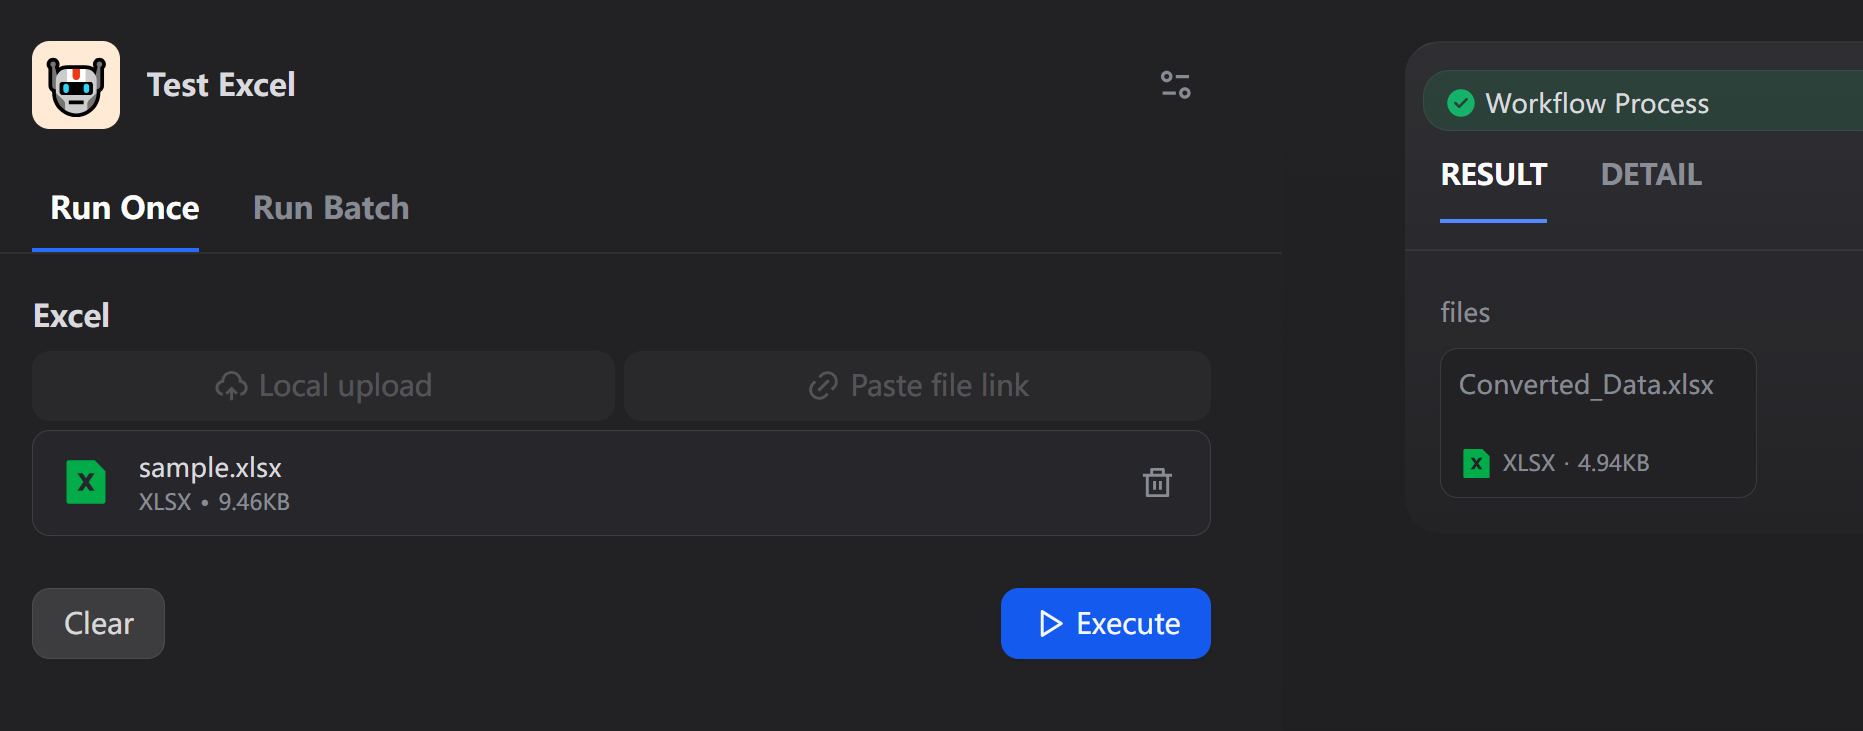 Test Excel
Run Once
Run Batch
Excel
Local upload
Paste file link
sample.xlsx
XLSX • 9.46KB
Clear
Execute
Workflow Process
RESULT
DETAIL
files
Converted_Data.xlsx
XLSX · 4.94KB